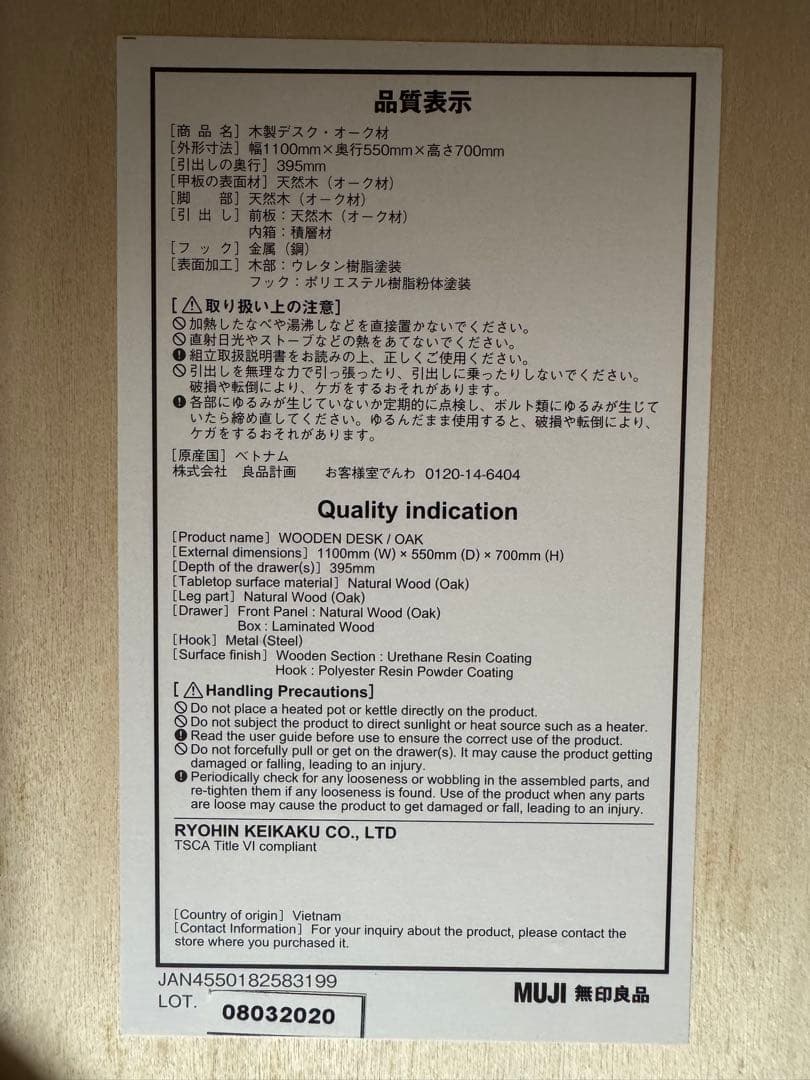 品質表示
[商 品 名] 木製デスク・オーク材
[外形寸法] 幅1100mm×奥行550mm×高さ700mm
[引出しの奥行] 395mm
[甲板の表面材] 天然木（オーク材）
[脚　　部] 天然木（オーク材）
[引 出 し] 前板：天然木（オーク材）
内箱：積層材
[フ ッ ク] 金属（鋼）
[表面加工] 木部：ウレタン樹脂塗装
フック：ポリエステル樹脂粉体塗装
[⚠取り扱い上の注意]
加熱したなべや湯沸しなどを直接置かないでください。
直射日光やストーブなどの熱をあてないでください。
組立取扱説明書をお読みの上、正しくご使用ください。
引出しを無理な力で引っ張ったり、引出しに乗ったりしないでください。
破損や転倒により、ケガをするおそれがあります。
各部にゆるみが生じていないか定期的に点検し、ボルト類にゆるみが生じて
いたら締め直してください。ゆるんだまま使用すると、破損や転倒により、
ケガをするおそれがあります。
[原産国] ベトナム
株式会社　良品計画　　お客様室でんわ 0120-14-6404
Quality indication
[Product name] WOODEN DESK / OAK
[External dimensions] 1100mm (W) × 550mm (D) × 700mm (H)
[Depth of the drawer(s)] 395mm
[Tabletop surface material] Natural Wood (Oak)
[Leg part] Natural Wood (Oak)
[Drawer] Front Panel : Natural Wood (Oak)
Box : Laminated Wood
[Hook] Metal (Steel)
[Surface finish] Wooden Section : Urethane Resin Coating
Hook : Polyester Resin Powder Coating
[⚠Handling Precautions]
Do not place a heated pot or kettle directly on the product.
Do not subject the product to direct sunlight or heat source such as a heater.
Read the user guide before use to ensure the correct use of the product.
Do not forcefully pull or get on the drawer(s). It may cause the product getting
damaged or falling, leading to an injury.
Periodically check for any looseness or wobbling in the assembled parts, and
re-tighten them if any looseness is found. Use of the product when any parts
are loose may cause the product to get damaged or fall, leading to an injury.
RYOHIN KEIKAKU CO., LTD
TSCA Title VI compliant
[Country of origin] Vietnam
[Contact Information] For your inquiry about the product, please contact the
store where you purchased it.
JAN4550182583199
LOT. 08032020
MUJI 無印良品